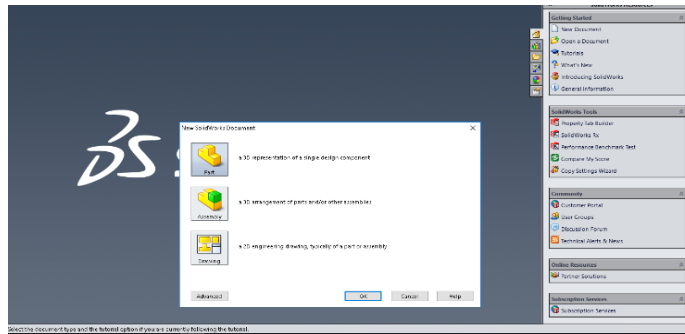 SolidWorks Resources
Getting Started
New Document
Open a Document
Tutorials
What's New
Introducing SolidWorks
General Information
SolidWorks Tools
Property Tab Builder
SolidWorks Rx
Performance Benchmark Test
Compare My Score
Copy Settings Wizard
Community
Customer Portal
User Groups
Discussion Forum
Technical Alerts & News
Online Resources
Partner Solutions
Subscription Services
Subscription Services
DS S
New SolidWorks Document
Part
a 3D representation of a single design component
Assembly
a 3D arrangement of parts and/or other assemblies
Drawing
a 2D engineering drawing, typically of a part or assembly
Advanced
OK
Cancel
Help
Select the document type and the tutorial option if you are currently following the tutorial.